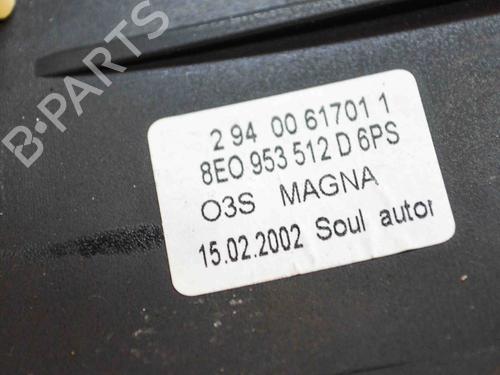 B-PARTS
2 94 00 61701 1
8E0 953 512 D 6PS
O3S MAGNA
15.02.2002 Soul autor